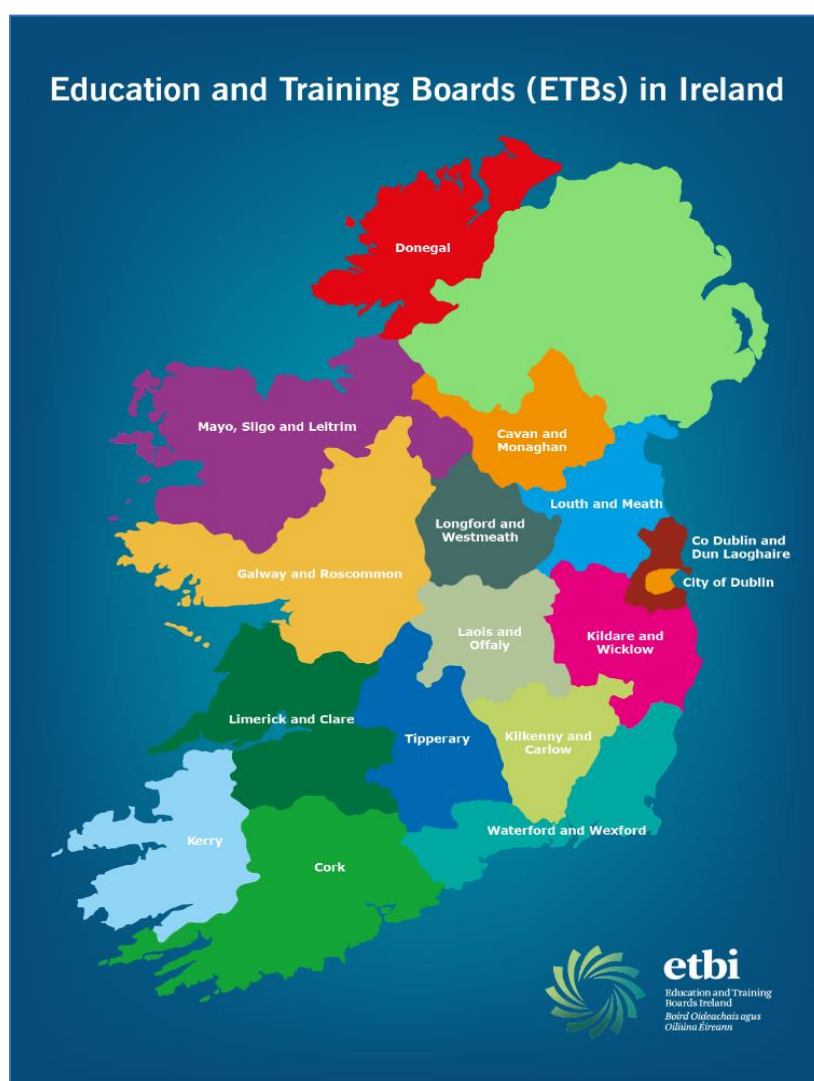 Education and Training Boards (ETBs) in Ireland
Donegal
Mayo, Sligo and Leitrim
Cavan and
Monaghan
Louth and Meath
Longford and
Westmeath
Co Dublin and
Dun Laoghaire
City of Dublin
Galway and Roscommon
Laois and
Offaly
Kildare and
Wicklow
Limerick and Clare
Tipperary
Kilkenny and
Carlow
Waterford and Wexford
Kerry
Cork
etbi
Education and Training
Boards Ireland
Boird Oideachais agus
Oiliúna Éireann